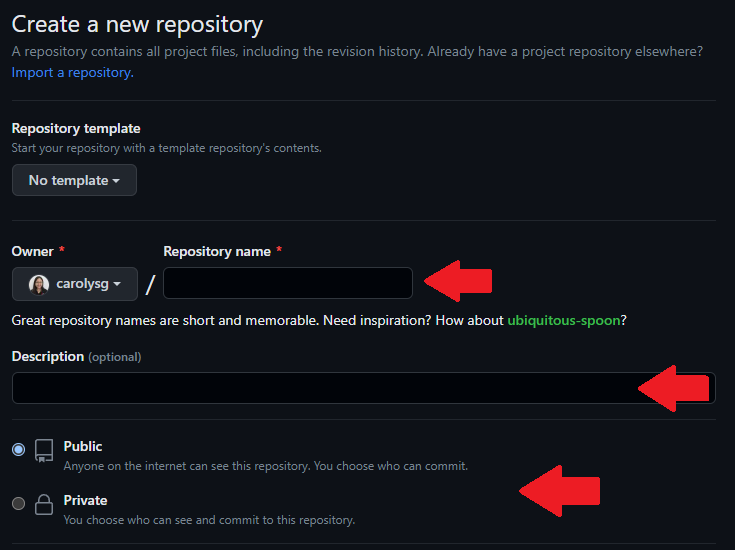 Create a new repository
A repository contains all project files, including the revision history. Already have a project repository elsewhere?
Import a repository.
Repository template
Start your repository with a template repository's contents.
No template
Owner *
Repository name *
carolysg
/
Great repository names are short and memorable. Need inspiration? How about ubiquitous-spoon?
Description (optional)
Public
Anyone on the internet can see this repository. You choose who can commit.
Private
You choose who can see and commit to this repository.